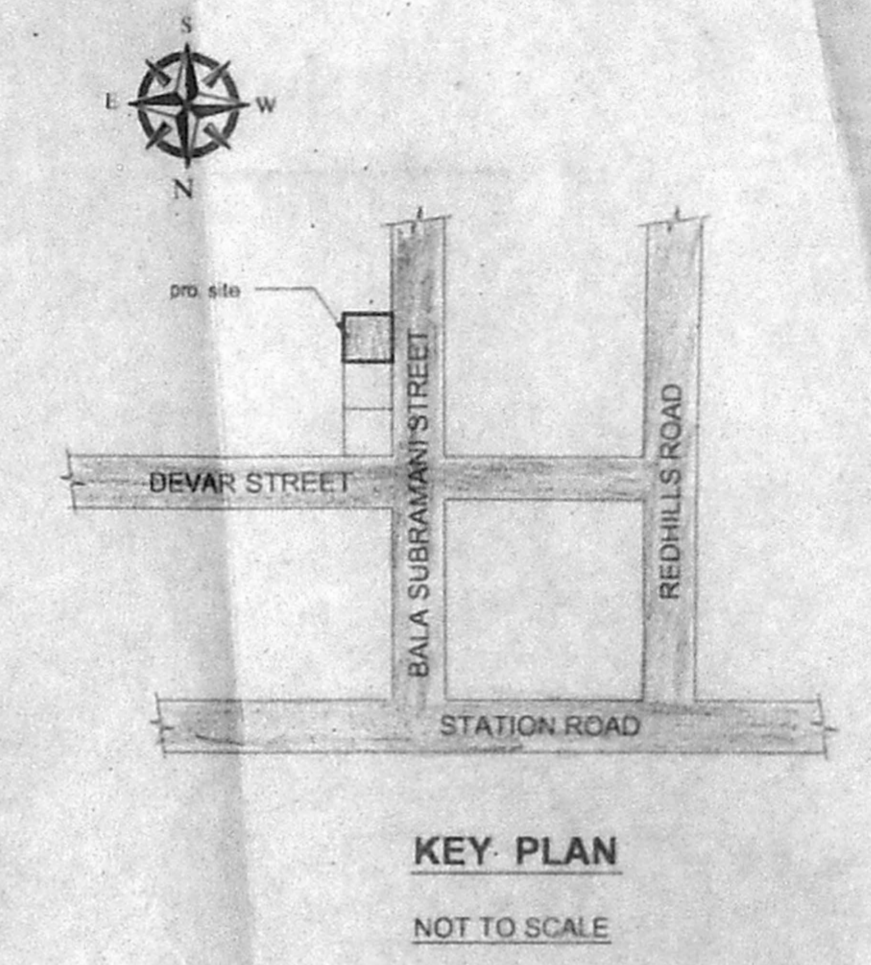 S
E
W
N
pro. site
BALA SUBRAMANI STREET
REDHILLS ROAD
DEVAR STREET
STATION ROAD
KEY PLAN
NOT TO SCALE